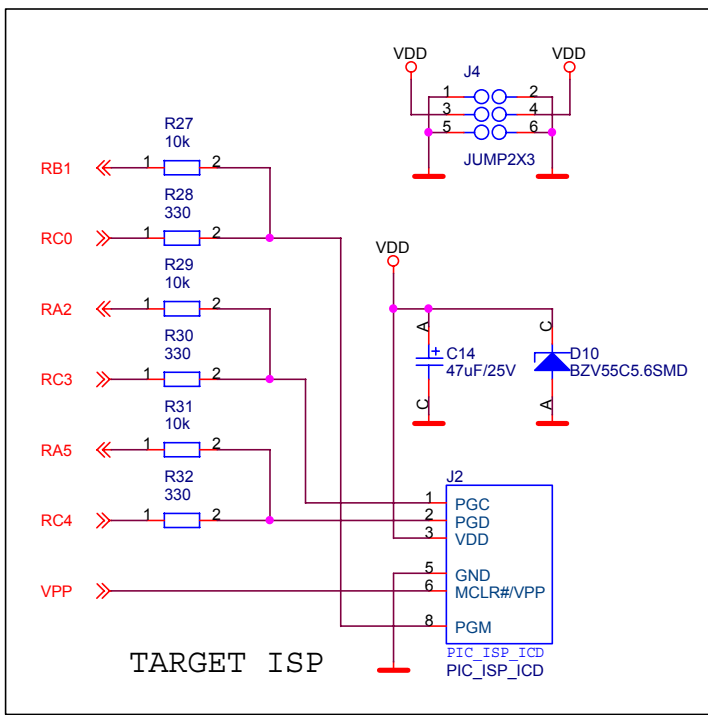 VDD VDD
J4
1 2
3 4
5 6
JUMP2X3
R27
10k
RB1 1 2
R28
330
RC0 1 2
R29
10k
RA2 1 2
R30
330
RC3 1 2
R31
10k
RA5 1 2
R32
330
RC4 1 2
VPP
VDD
A C
+ C14 D10
47uF/25V BZV55C5.6SMD
C A
J2
1 PGC
2 PGD
3 VDD
5 GND
6 MCLR#/VPP
8 PGM
PIC_ISP_ICD
PIC_ISP_ICD
TARGET ISP